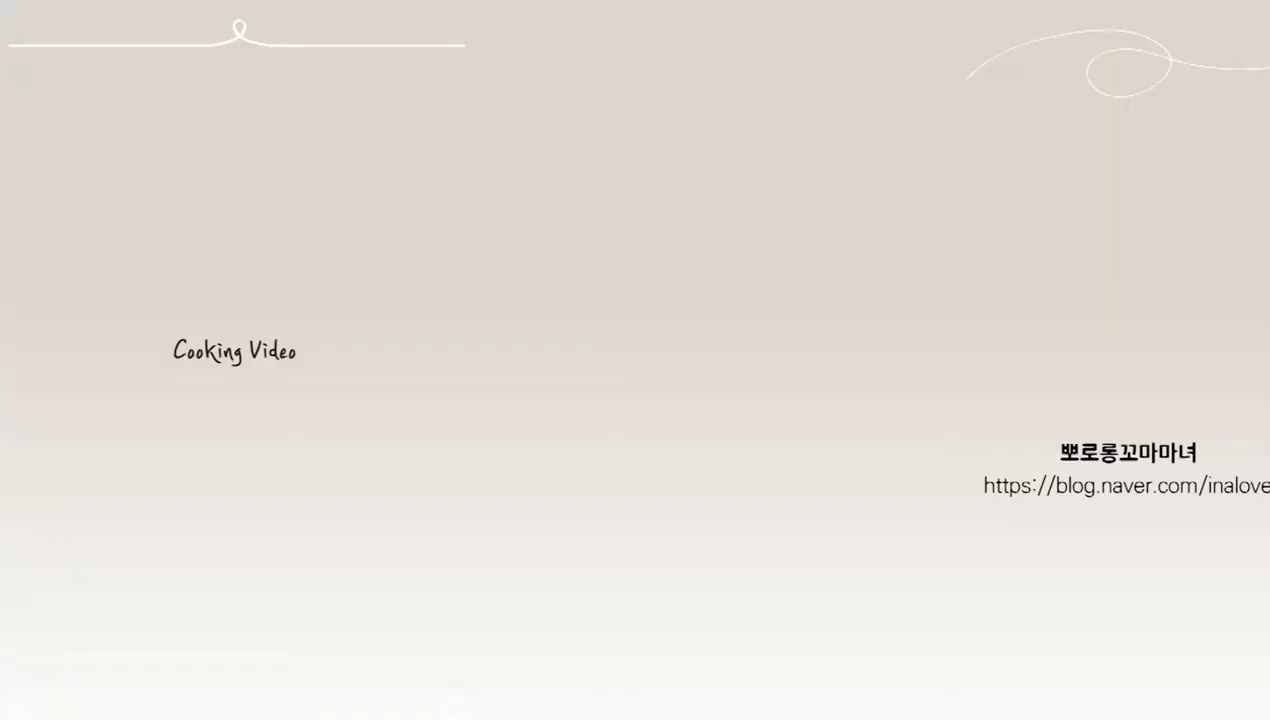 Cooking Video
뽀로롱꼬마마녀
https://blog.naver.com/inalove